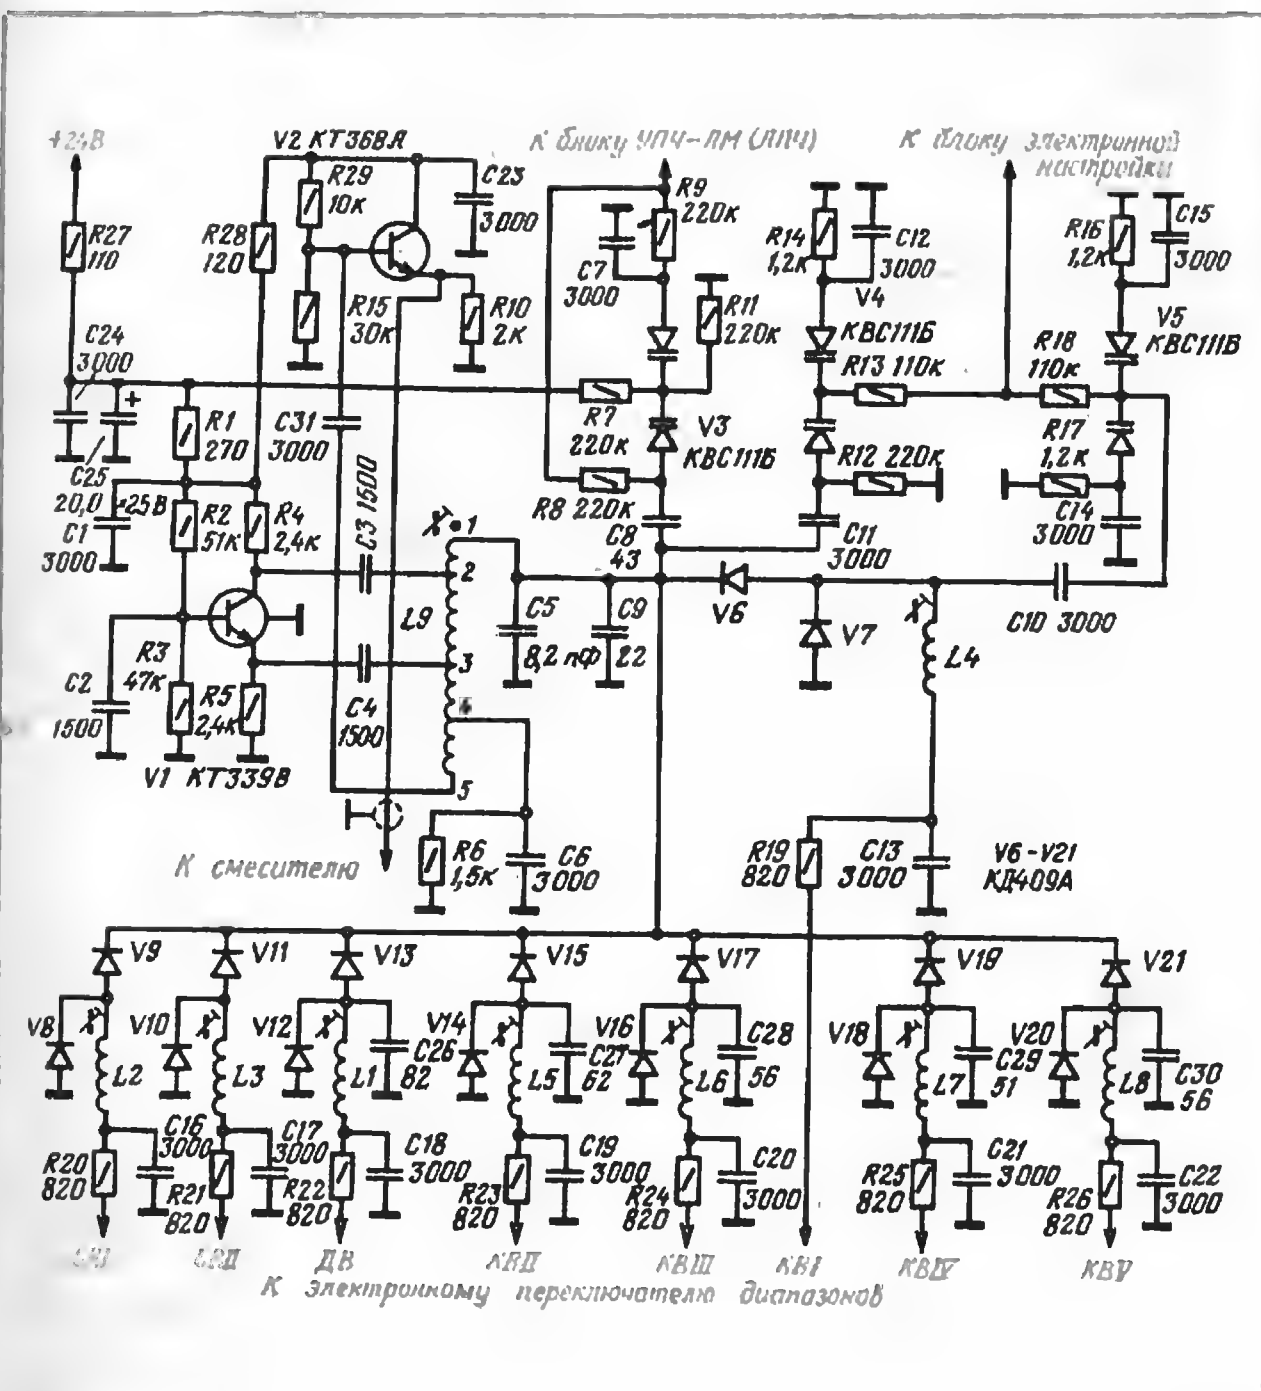 +24В
V2 КТ368А
К блоку УПЧ-ПМ (ЛПЧ)
К блоку электронной
настройки
R27
110
R28
120
R29
10к
C23
3000
R9
220к
C7
3000
R14
1,2к
C12
3000
R16
1,2к
C15
3000
R15
30к
R10
2к
R11
220к
V4
КВС111Б
V5
КВС111В
C24
3000
R13 110к
R18
110к
R1
270
C31
3000
R7
220к
V3
КВС111Б
R17
1,2к
C25
20,0 ×25В
R12 220к
C1
3000
R2
51к
R4
2,4к
C3 1500
1
R8 220к
C8
43
C11
3000
C14
3000
2
L9
C5
8,2 пФ
C9
22
V6
V7
C10 3000
L4
R3
47к
C2
1500
R5
2,4к
3
C4
1500
4
V1 КТ339В
5
К смесителю
R6
1,5к
C6
3000
R19
820
C13
3000
V6-V21
КД409А
V9
V11
V13
V15
V17
V19
V21
V8
V10
V12
V14
V16
V18
V20
L2
L3
L1
C26
82
L5
C27
62
L6
C28
56
L7
C29
51
L8
C30
56
R20
820
C16
3000
R21
820
C17
3000
R22
820
C18
3000
R23
820
C19
3000
R24
820
C20
3000
R25
820
C21
3000
R26
820
C22
3000
ДВ
КВII
КВIII
КВI
КВIV
КВV
К электронному переключателю диапазонов